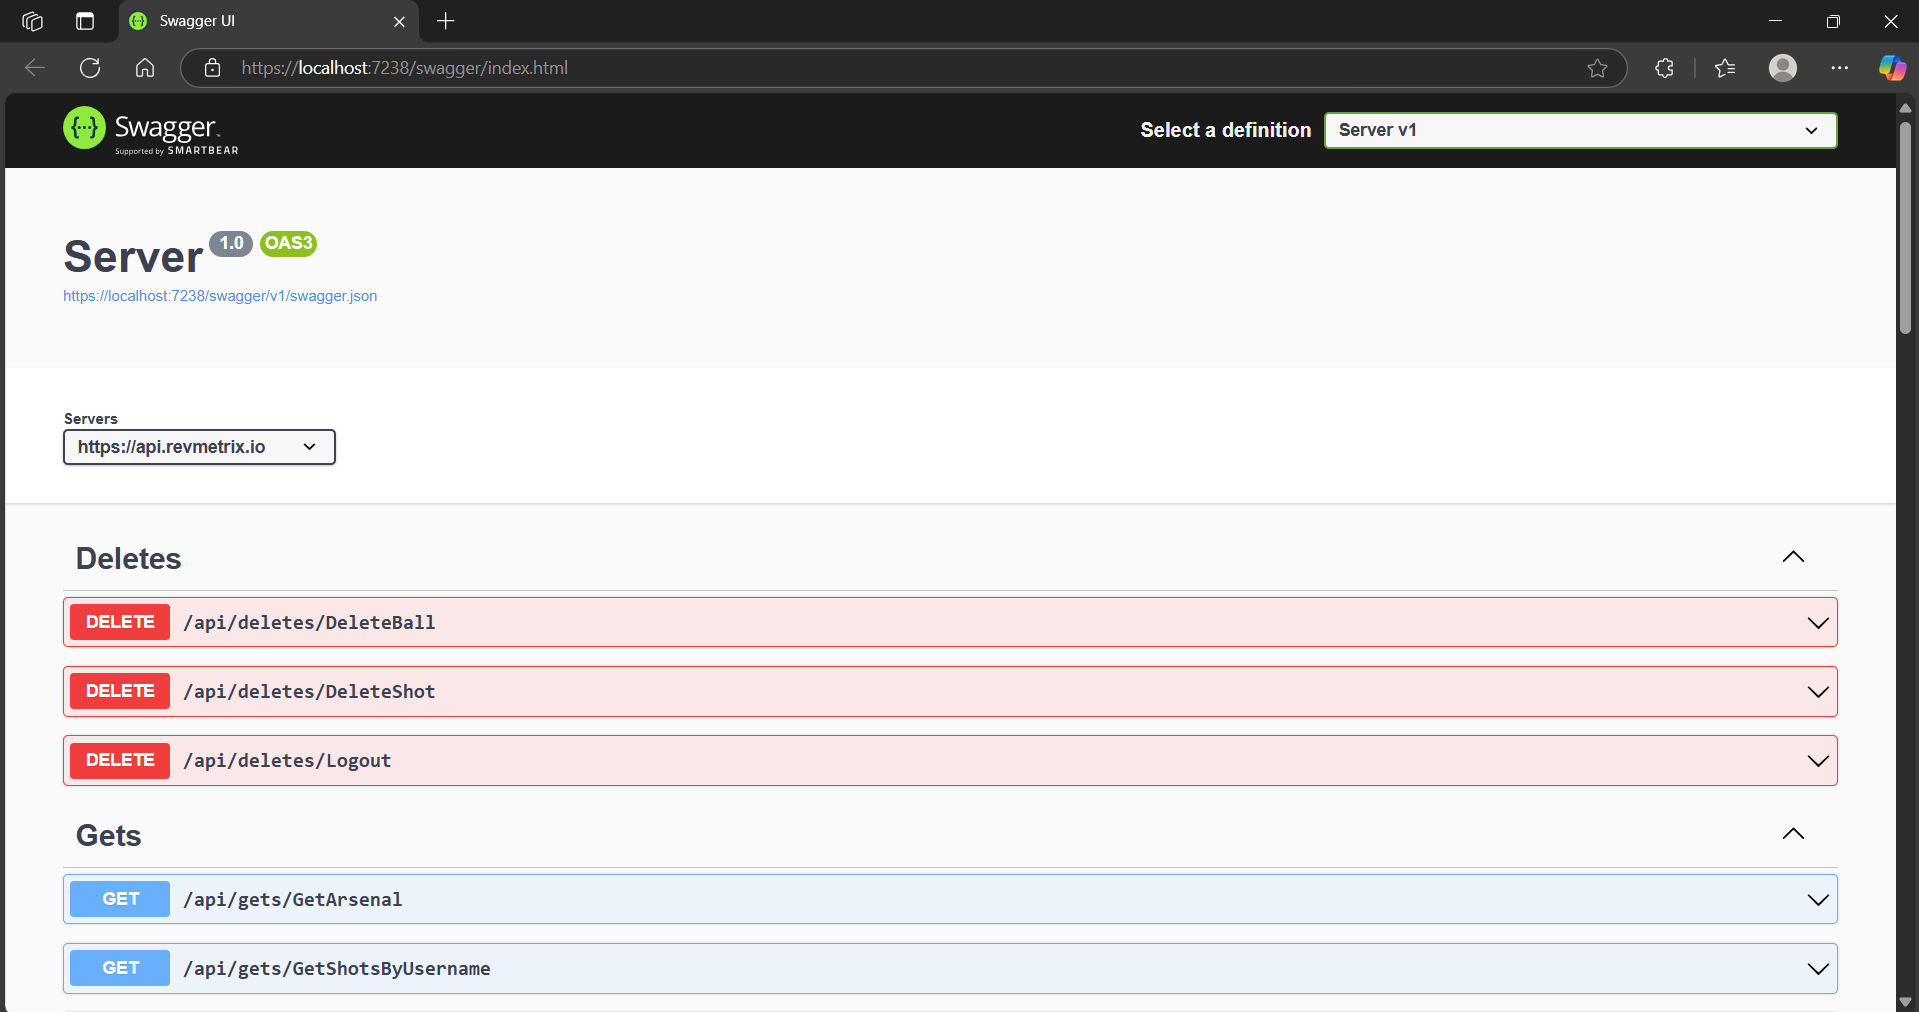 Swagger UI
https://localhost:7238/swagger/index.html
Swagger.
Supported by SMARTBEAR
Select a definition
Server v1
Server 1.0 OAS3
https://localhost:7238/swagger/v1/swagger.json
Servers
https://api.revmetrix.io
Deletes
DELETE /api/deletes/DeleteBall
DELETE /api/deletes/DeleteShot
DELETE /api/deletes/Logout
Gets
GET /api/gets/GetArsenal
GET /api/gets/GetShotsByUsername